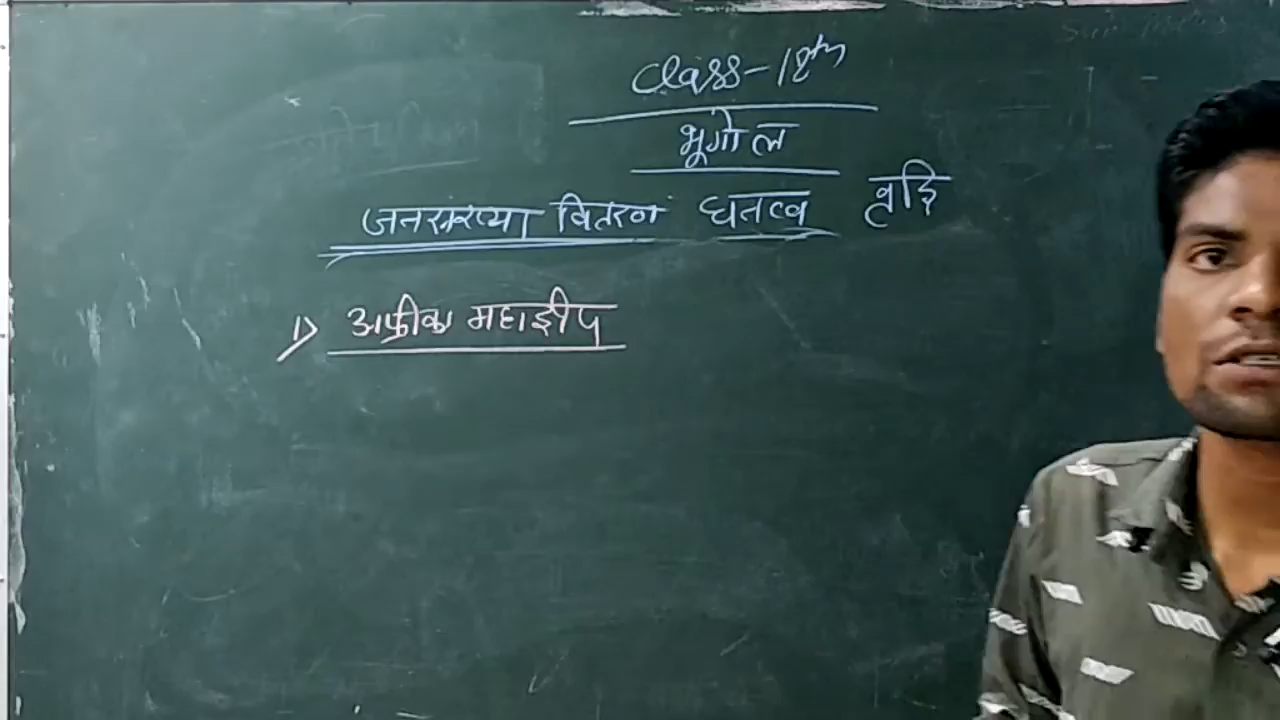 Class-12th
भूगोल
जनसंख्या वितरण घनत्व वृद्धि
1) अफ्रीका महाद्वीप